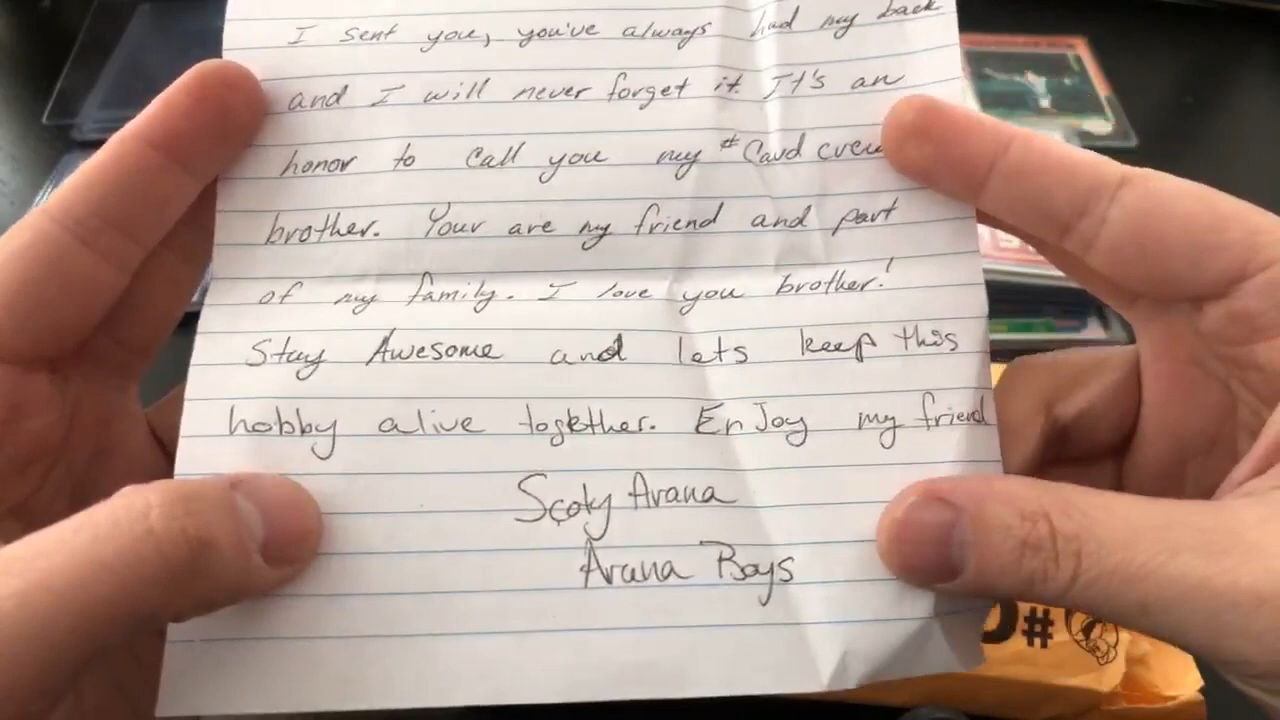 I sent you, you've always had my back
and I will never forget it. It's an
honor to call you my #Card crew
brother. Your are my friend and part
of my family. I love you brother!
Stay Awesome and lets keep this
hobby alive together. EnJoy my friend
Scoty Arana
Arana Boys
#